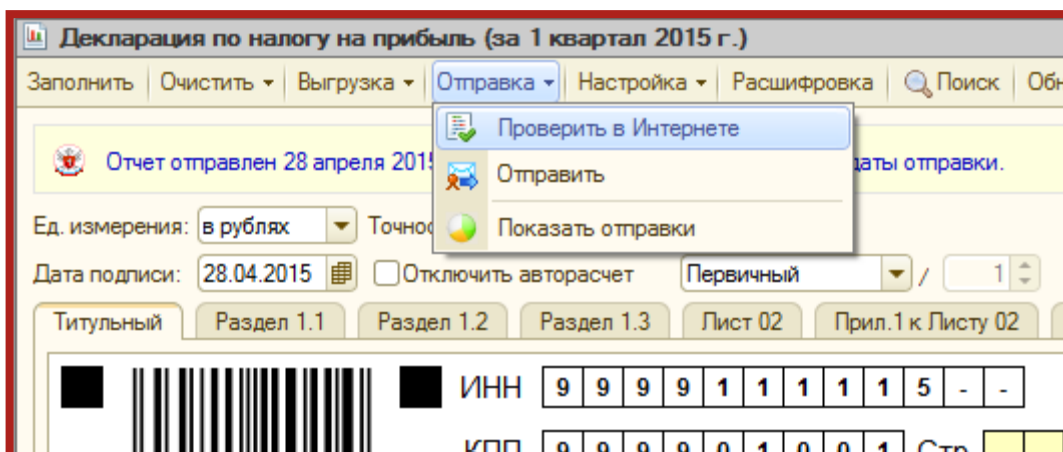 Декларация по налогу на прибыль (за 1 квартал 2015 г.)
Заполнить Очистить Выгрузка Отправка Настройка Расшифровка Поиск
Проверить в Интернете
Отчет отправлен 28 апреля даты отправки.
Отправить
Ед. измерения: в рублях
Показать отправки
Дата подписи: 28.04.2015 Отключить авторасчет Первичный / 1
Титульный Раздел 1.1 Раздел 1.2 Раздел 1.3 Лист 02 Прил.1 к Листу 02
ИНН 9 9 9 9 1 1 1 1 1 5 - -
КПП 9 9 9 9 0 1 0 0 1 Стр